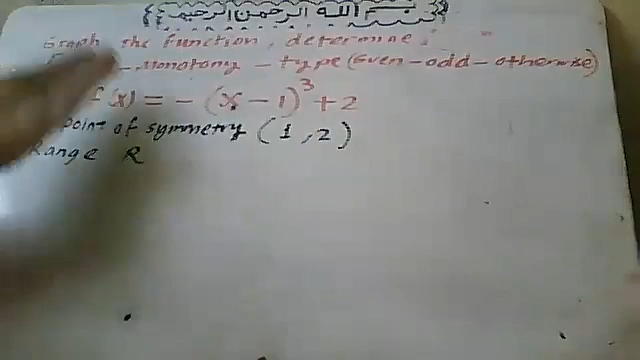 بسم الله الرحمن الرحيم
Graph the function, determine:
- Monotony - type (Even - odd - otherwise)
f(x) = - (x - 1)³ + 2
point of symmetry (1, 2)
Range R